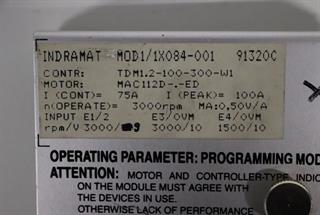 INDRAMAT MOD1/1X084-001 91320C
CONTR: TDM1.2-100-300-W1
MOTOR: MAC112D-.-ED
I (CONT)= 75A I (PEAK)= 100A
n(OPERATE)= 3000rpm MA:0,50V/A
INPUT E1/2 E3/0VM E4/0VM
rpm/V 3000/ 9 3000/10 1500/10
OPERATING PARAMETER: PROGRAMMING MOD
ATTENTION: MOTOR AND CONTROLLER-TYPE, INDIC
ON THE MODULE MUST AGREE WITH
THE DEVICES IN USE.
OTHERWISE LACK OF PERFORMANCE